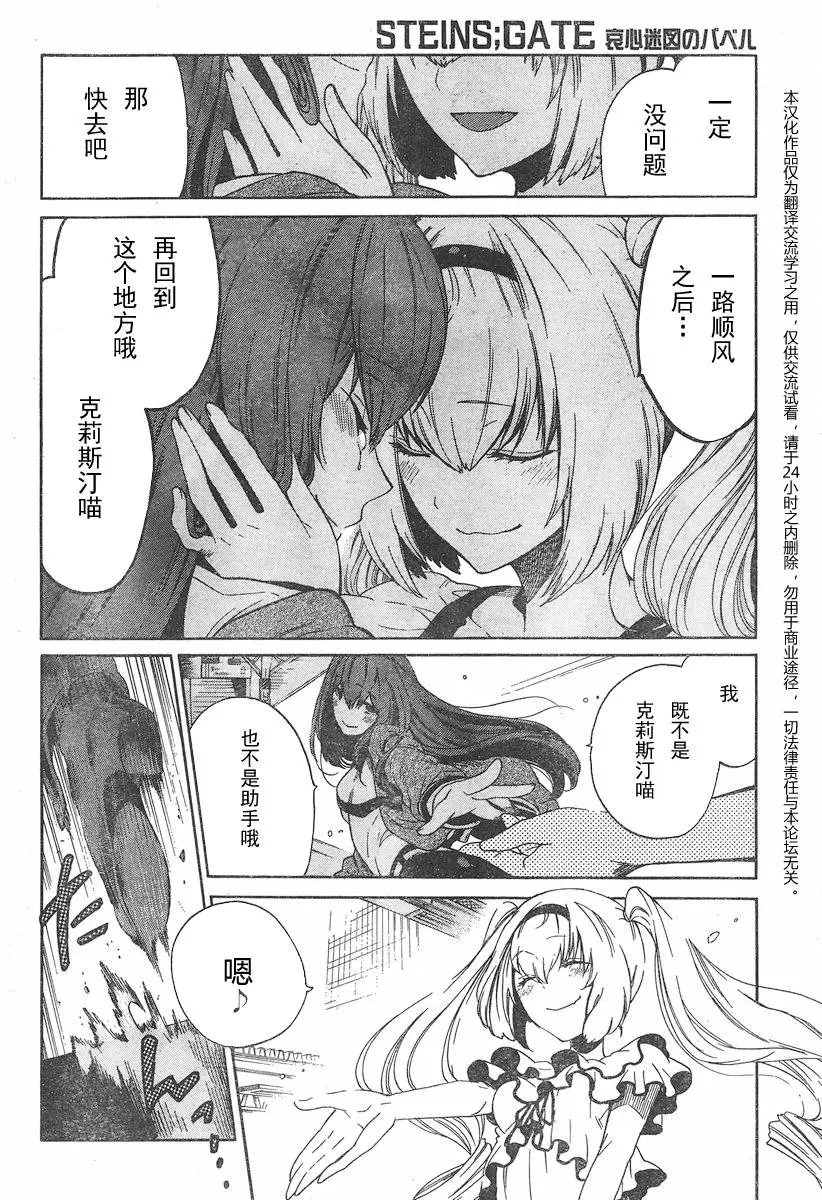 STEINS;GATE 哀心迷図のバベル
一定
没问题
那
快去吧
一路顺风
之后…
再回到
这个地方哦
克莉斯汀喵
我
既不是
克莉斯汀喵
也不是助手哦
ダンッ
嗯
♪
本汉化作品仅为翻译交流学习之用，仅供交流试看，请于24小时之内删除，勿用于商业途径，一切法律责任与本论坛无关。